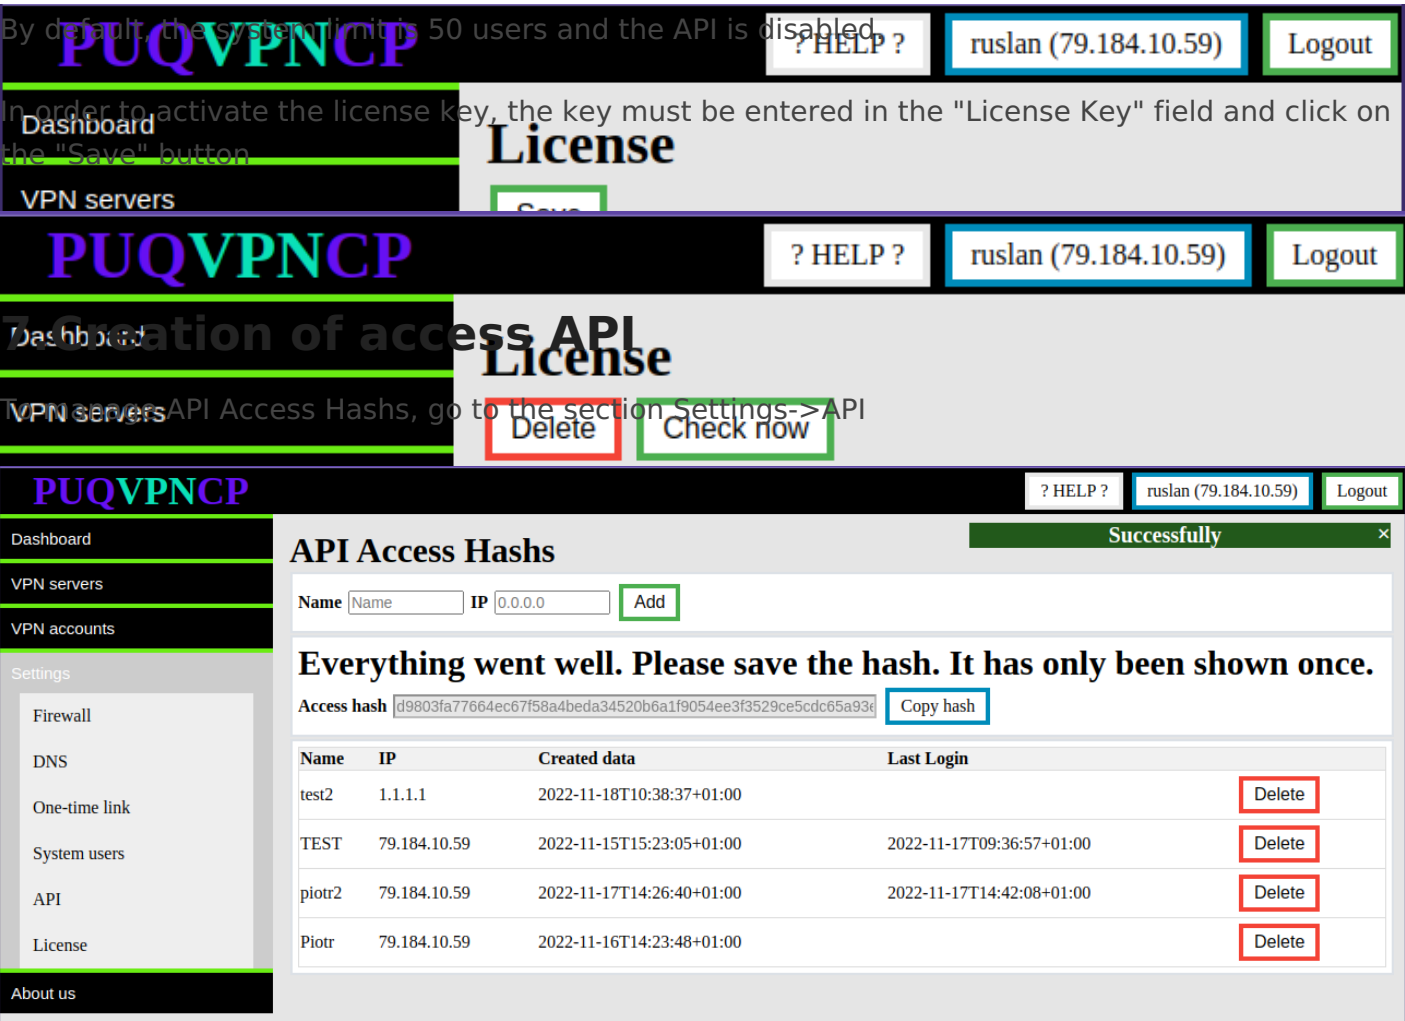 By default, the system limit is 50 users and the API is disabled.
PUQVPNCP
? HELP ?
ruslan (79.184.10.59)
Logout
In order to activate the license key, the key must be entered in the "License Key" field and click on
the "Save" button
Dashboard
License
VPN servers
Save
PUQVPNCP
? HELP ?
ruslan (79.184.10.59)
Logout
7.Creation of access API
Dashboard
License
To manage API Access Hashs, go to the section Settings->API
VPN servers
Delete
Check now
PUQVPNCP
? HELP ?
ruslan (79.184.10.59)
Logout
Dashboard
VPN servers
VPN accounts
Settings
Firewall
DNS
One-time link
System users
API
License
About us
Successfully ×
API Access Hashs
Name Name IP 0.0.0.0 Add
Everything went well. Please save the hash. It has only been shown once.
Access hash d9803fa77664ec67f58a4beda34520b6a1f9054ee3f3529ce5cdc65a93e Copy hash
Name IP Created data Last Login
test2 1.1.1.1 2022-11-18T10:38:37+01:00 Delete
TEST 79.184.10.59 2022-11-15T15:23:05+01:00 2022-11-17T09:36:57+01:00 Delete
piotr2 79.184.10.59 2022-11-17T14:26:40+01:00 2022-11-17T14:42:08+01:00 Delete
Piotr 79.184.10.59 2022-11-16T14:23:48+01:00 Delete